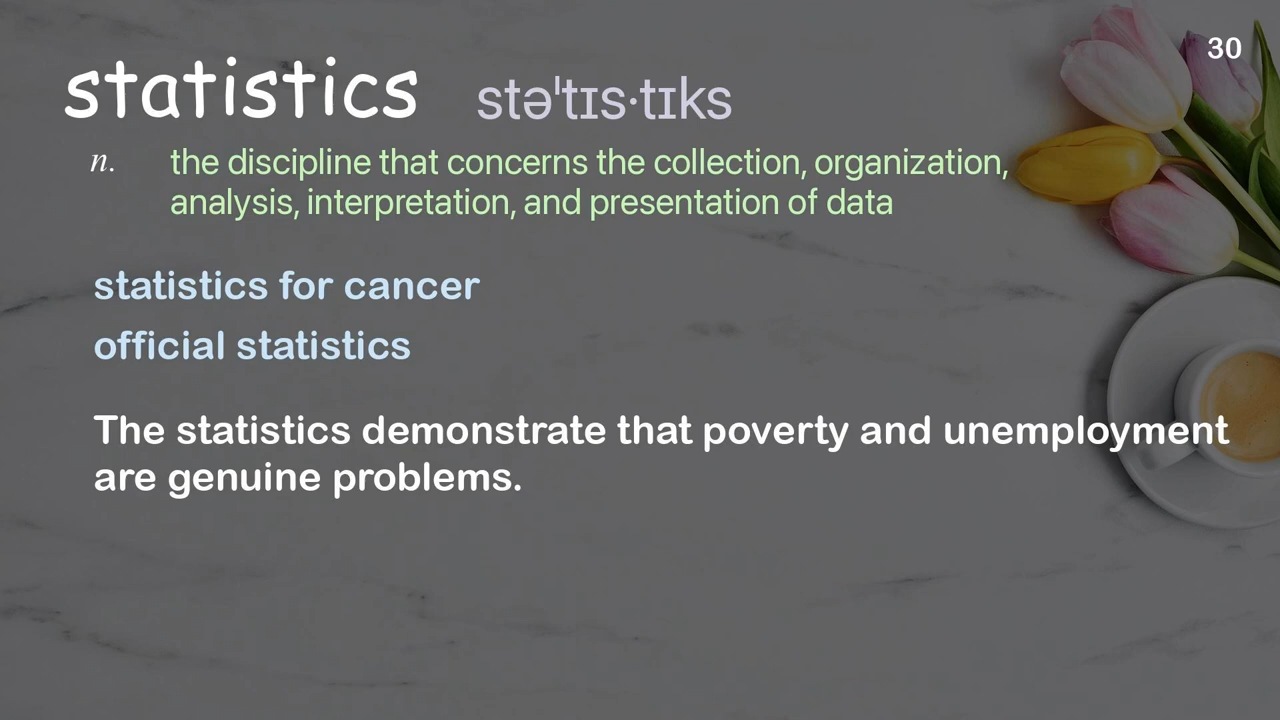 30
statistics stəˈtɪs·tɪks
n. the discipline that concerns the collection, organization,
analysis, interpretation, and presentation of data
statistics for cancer
official statistics
The statistics demonstrate that poverty and unemployment
are genuine problems.